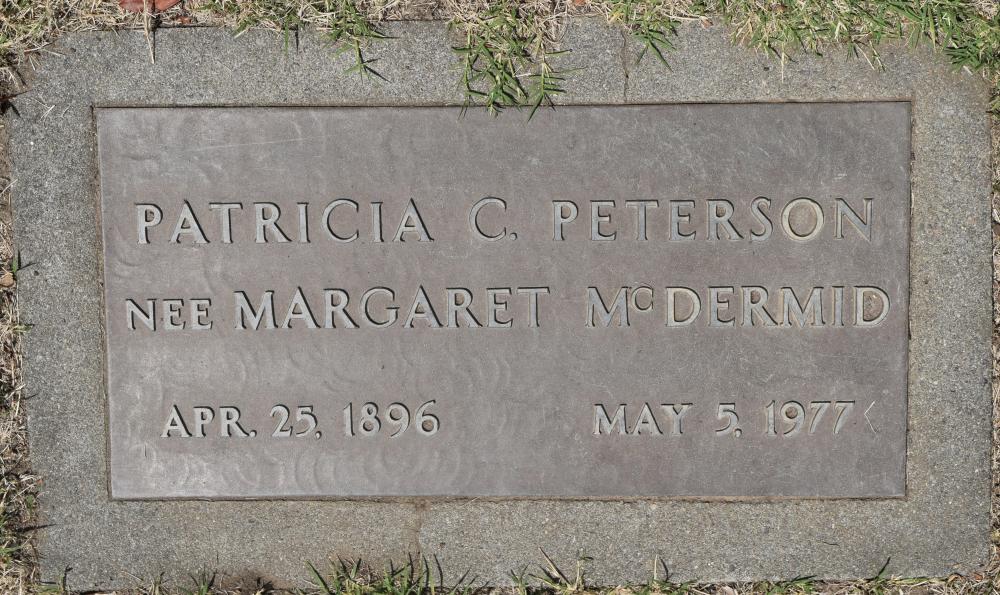 PATRICIA C. PETERSON
NEE MARGARET McDERMID
APR. 25, 1896 MAY 5, 1977